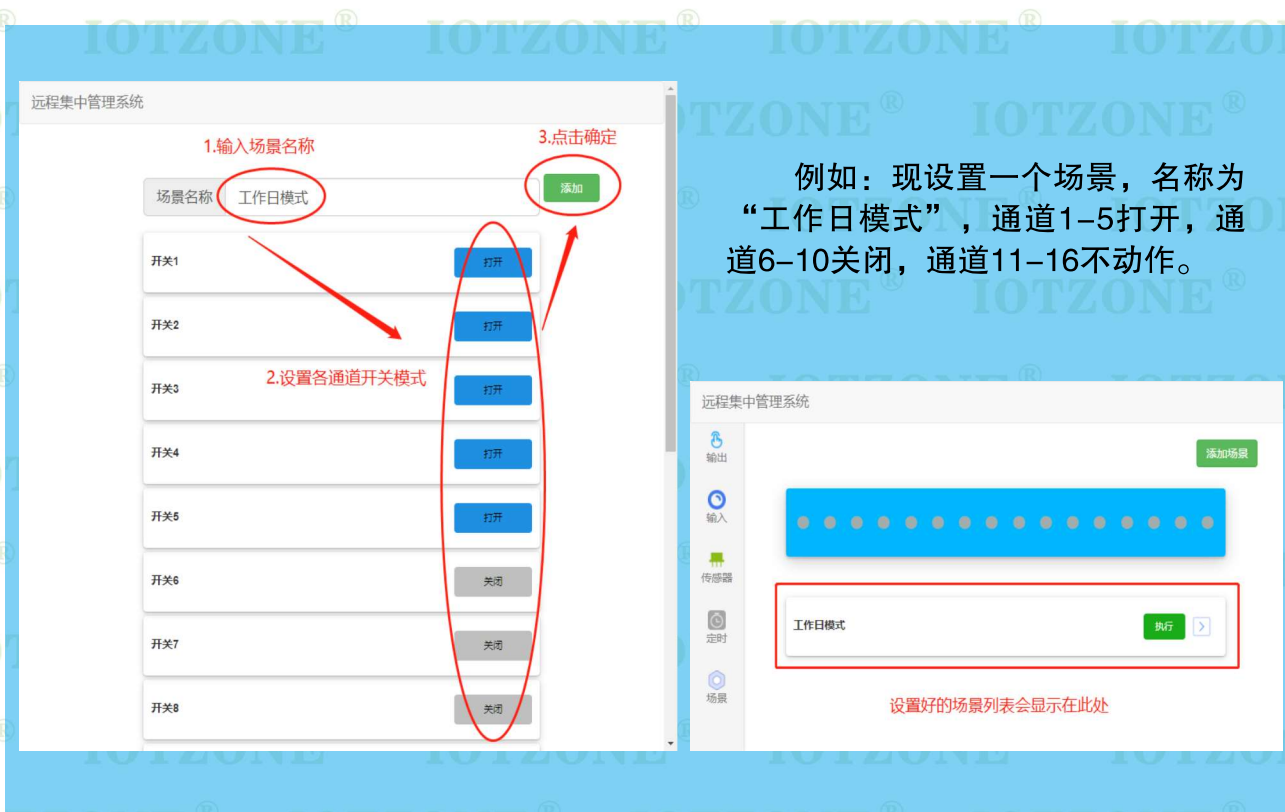 IOTZONE® IOTZONE® IOTZONE® IOTZO
远程集中管理系统
1.输入场景名称
3.点击确定
场景名称 工作日模式 添加
开关1 打开
开关2 打开
2.设置各通道开关模式
开关3 打开
开关4 打开
开关5 打开
开关6 关闭
开关7 关闭
开关8 关闭
例如：现设置一个场景，名称为
“工作日模式”，通道1-5打开，通
道6-10关闭，通道11-16不动作。
TZONE® IOTZONE®
TZONE® IOTZONE®
远程集中管理系统
输出
添加场景
输入
传感器
定时
工作日模式 执行
场景
设置好的场景列表会显示在此处